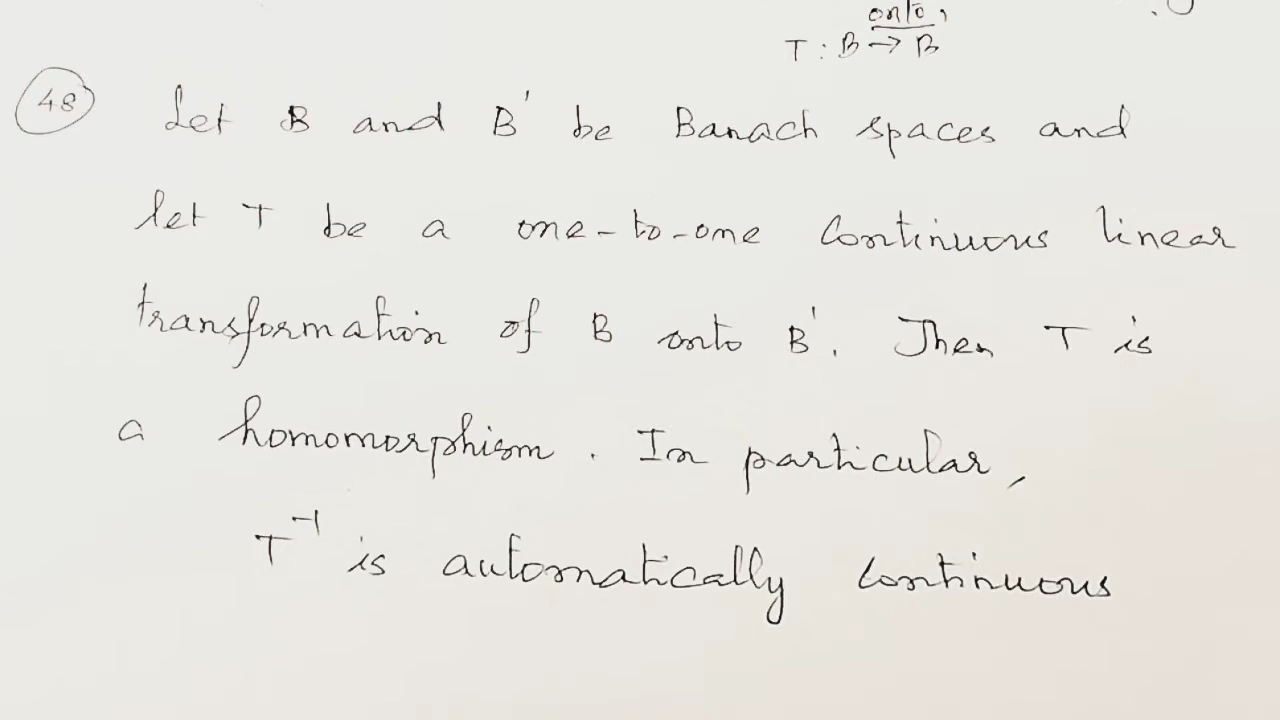 onto,
T : B → B
48 Let B and B' be Banach spaces and
let T be a one-to-one continuous linear
transformation of B onto B'. Then T is
a homomorphism. In particular,
T⁻¹ is automatically continuous